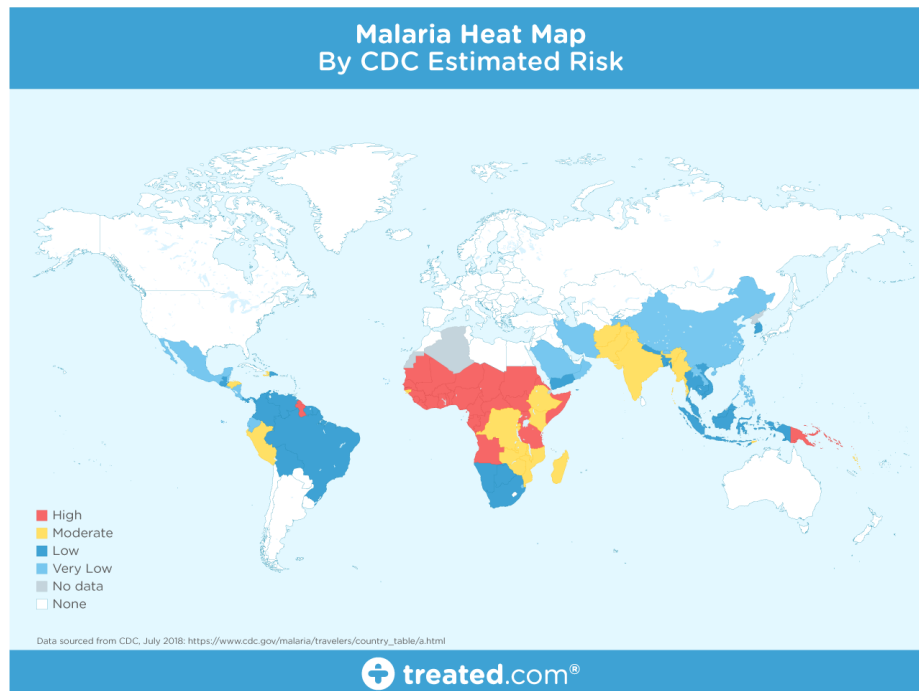 Malaria Heat Map
By CDC Estimated Risk
High
Moderate
Low
Very Low
No data
None
Data sourced from CDC, July 2018: https://www.cdc.gov/malaria/travelers/country_table/a.html
treated.com®